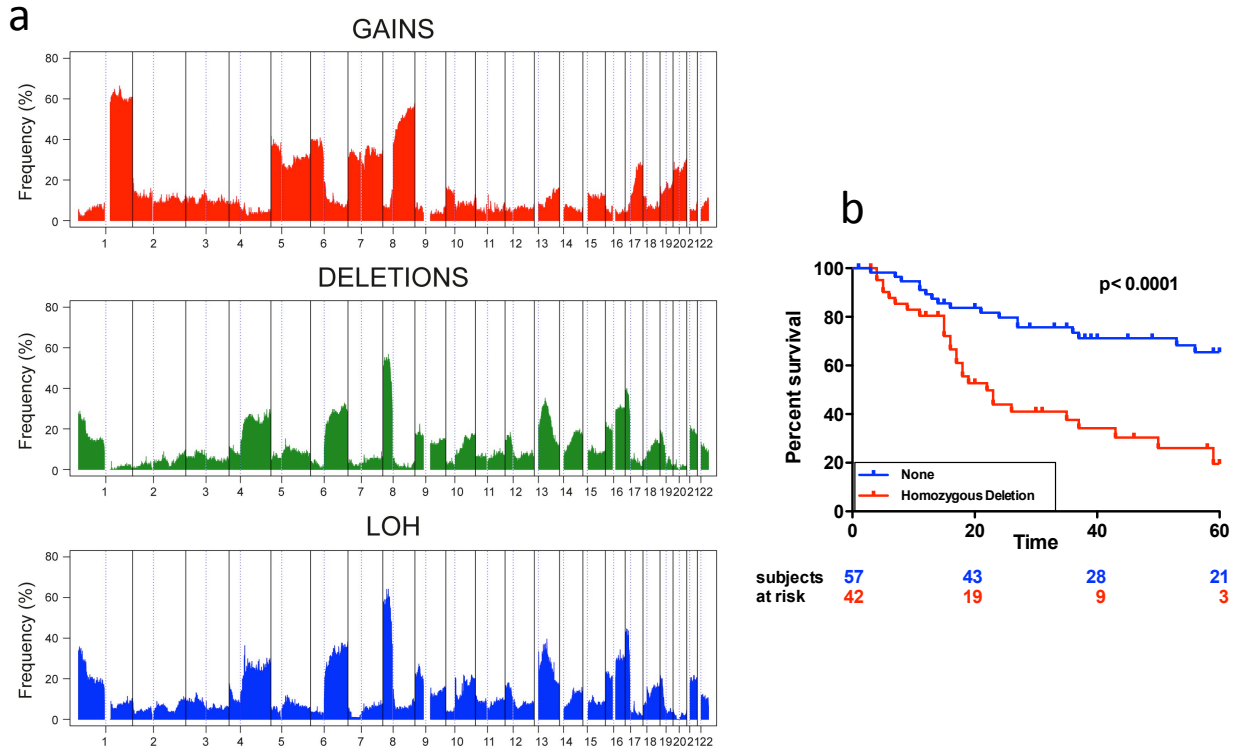 a
GAINS
Frequency (%)
80
60
40
20
0
1 2 3 4 5 6 7 8 9 10 11 12 13 14 15 16 17 18 19 20 21 22
DELETIONS
Frequency (%)
80
60
40
20
0
1 2 3 4 5 6 7 8 9 10 11 12 13 14 15 16 17 18 19 20 21 22
LOH
Frequency (%)
80
60
40
20
0
1 2 3 4 5 6 7 8 9 10 11 12 13 14 15 16 17 18 19 20 21 22
b
p< 0.0001
Percent survival
100
80
60
40
20
0
None
Homozygous Deletion
0 20 40 60
Time
subjects 57 43 28 21
at risk 42 19 9 3